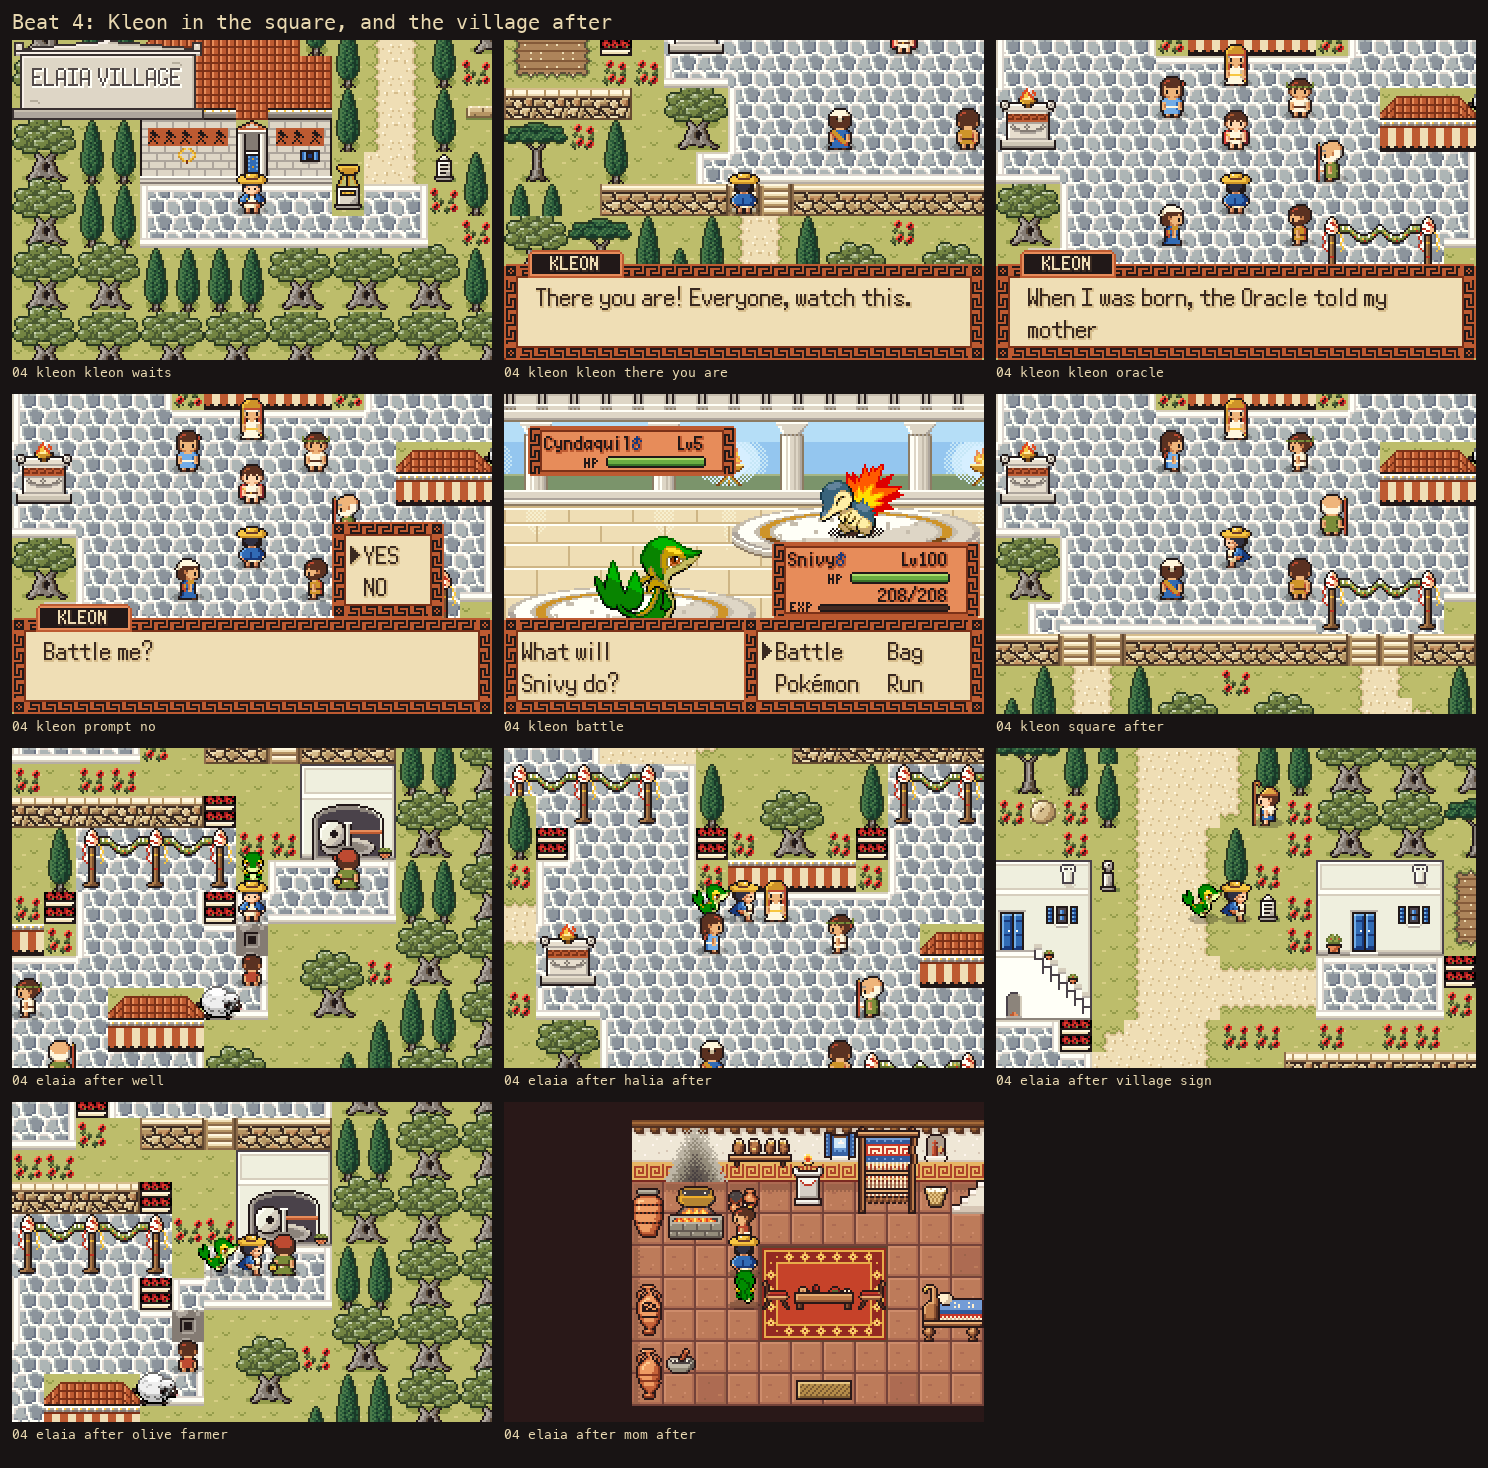 Beat 4: Kleon in the square, and the village after
ELAIA VILLAGE
04 kleon kleon waits
KLEON
There you are! Everyone, watch this.
04 kleon kleon there you are
KLEON
When I was born, the Oracle told my
mother
04 kleon kleon oracle
YES
NO
KLEON
Battle me?
04 kleon prompt no
Cyndaquil♂ Lv5
HP
Snivy♂ Lv100
HP
208/208
EXP
What will
Snivy do?
Battle Bag
Pokémon Run
04 kleon battle
04 kleon square after
04 elaia after well
04 elaia after halia after
04 elaia after village sign
04 elaia after olive farmer
04 elaia after mom after